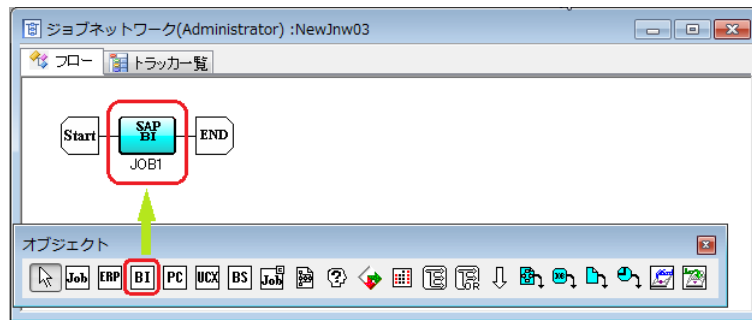 ジョブネットワーク(Administrator) :NewJnw03
フロー トラッカ一覧
Start SAP BI END
JOB1
オブジェクト
Job ERP BI PC UCX BS Job